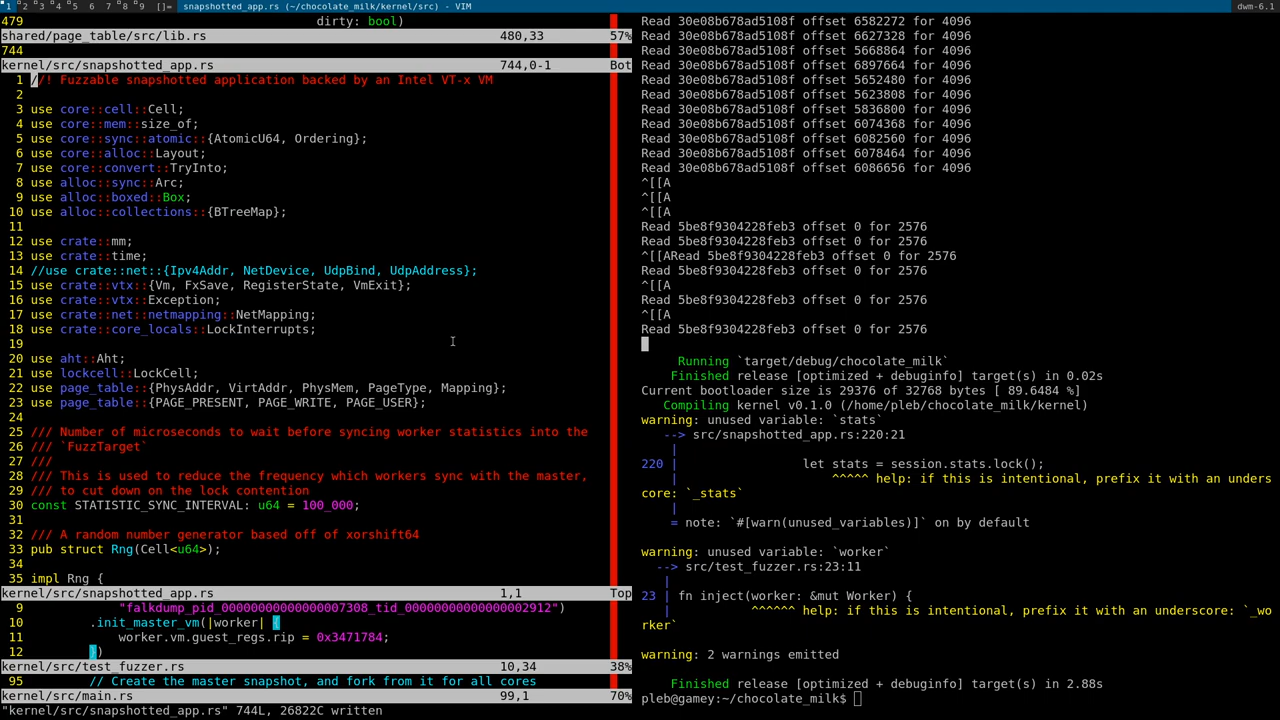 1 2 3 4 5 6 7 8 9 []= snapshotted_app.rs (~/chocolate_milk/kernel/src) - VIM dwm-6.1
479 dirty: bool)
shared/page_table/src/lib.rs 480,33 57%
744
kernel/src/snapshotted_app.rs 744,0-1 Bot
1 //! Fuzzable snapshotted application backed by an Intel VT-x VM
2
3 use core::cell::Cell;
4 use core::mem::size_of;
5 use core::sync::atomic::{AtomicU64, Ordering};
6 use core::alloc::Layout;
7 use core::convert::TryInto;
8 use alloc::sync::Arc;
9 use alloc::boxed::Box;
10 use alloc::collections::{BTreeMap};
11
12 use crate::mm;
13 use crate::time;
14 //use crate::net::{Ipv4Addr, NetDevice, UdpBind, UdpAddress};
15 use crate::vtx::{Vm, FxSave, RegisterState, VmExit};
16 use crate::vtx::Exception;
17 use crate::net::netmapping::NetMapping;
18 use crate::core_locals::LockInterrupts;
19
20 use aht::Aht;
21 use lockcell::LockCell;
22 use page_table::{PhysAddr, VirtAddr, PhysMem, PageType, Mapping};
23 use page_table::{PAGE_PRESENT, PAGE_WRITE, PAGE_USER};
24
25 /// Number of microseconds to wait before syncing worker statistics into the
26 /// `FuzzTarget`
27 ///
28 /// This is used to reduce the frequency which workers sync with the master,
29 /// to cut down on the lock contention
30 const STATISTIC_SYNC_INTERVAL: u64 = 100_000;
31
32 /// A random number generator based off of xorshift64
33 pub struct Rng(Cell<u64>);
34
35 impl Rng {
kernel/src/snapshotted_app.rs 1,1 Top
9 "falkdump_pid_00000000000000007308_tid_00000000000000002912")
10 .init_master_vm(|worker| {
11 worker.vm.guest_regs.rip = 0x3471784;
12 })
kernel/src/test_fuzzer.rs 10,34 38%
95 // Create the master snapshot, and fork from it for all cores
kernel/src/main.rs 99,1 70%
"kernel/src/snapshotted_app.rs" 744L, 26822C written
Read 30e08b678ad5108f offset 6582272 for 4096
Read 30e08b678ad5108f offset 6627328 for 4096
Read 30e08b678ad5108f offset 5668864 for 4096
Read 30e08b678ad5108f offset 6897664 for 4096
Read 30e08b678ad5108f offset 5652480 for 4096
Read 30e08b678ad5108f offset 5623808 for 4096
Read 30e08b678ad5108f offset 5836800 for 4096
Read 30e08b678ad5108f offset 6074368 for 4096
Read 30e08b678ad5108f offset 6082560 for 4096
Read 30e08b678ad5108f offset 6078464 for 4096
Read 30e08b678ad5108f offset 6086656 for 4096
^[[A
^[[A
^[[A
Read 5be8f9304228feb3 offset 0 for 2576
Read 5be8f9304228feb3 offset 0 for 2576
^[[ARead 5be8f9304228feb3 offset 0 for 2576
Read 5be8f9304228feb3 offset 0 for 2576
^[[A
Read 5be8f9304228feb3 offset 0 for 2576
^[[A
Read 5be8f9304228feb3 offset 0 for 2576
Running `target/debug/chocolate_milk`
Finished release [optimized + debuginfo] target(s) in 0.02s
Current bootloader size is 29376 of 32768 bytes [ 89.6484 %]
Compiling kernel v0.1.0 (/home/pleb/chocolate_milk/kernel)
warning: unused variable: `stats`
--> src/snapshotted_app.rs:220:21
|
220 | let stats = session.stats.lock();
| ^^^^^ help: if this is intentional, prefix it with an unders
core: `_stats`
|
= note: `#[warn(unused_variables)]` on by default
warning: unused variable: `worker`
--> src/test_fuzzer.rs:23:11
|
23 | fn inject(worker: &mut Worker) {
| ^^^^^^ help: if this is intentional, prefix it with an underscore: `_wo
rker`
warning: 2 warnings emitted
Finished release [optimized + debuginfo] target(s) in 2.88s
pleb@gamey:~/chocolate_milk$